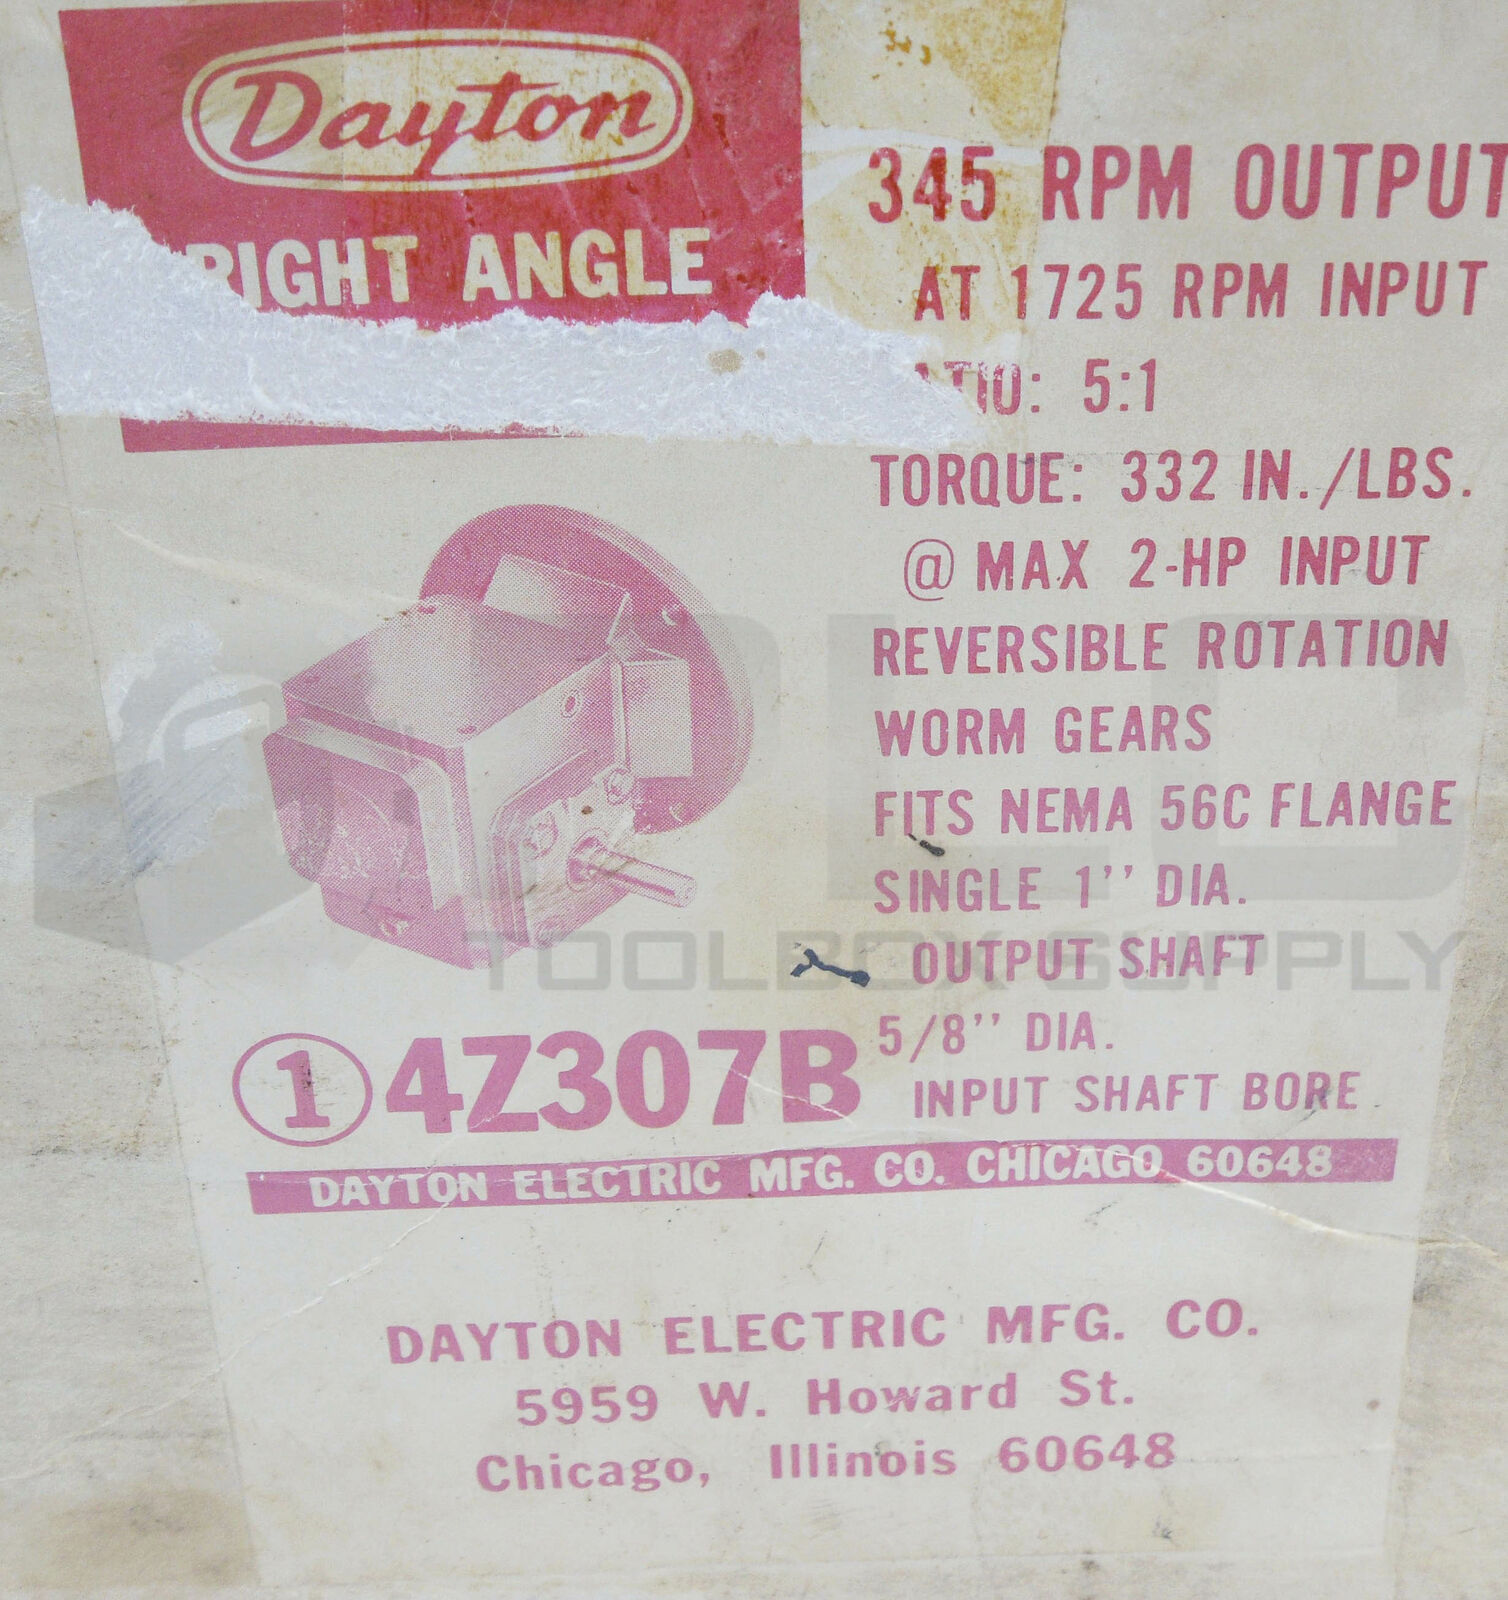 Dayton
RIGHT ANGLE
345 RPM OUTPUT
AT 1725 RPM INPUT
ATIO: 5:1
TORQUE: 332 IN./LBS.
@ MAX 2-HP INPUT
REVERSIBLE ROTATION
WORM GEARS
FITS NEMA 56C FLANGE
SINGLE 1'' DIA.
OUTPUT SHAFT
5/8'' DIA.
INPUT SHAFT BORE
1 4Z307B
DAYTON ELECTRIC MFG. CO. CHICAGO 60648
DAYTON ELECTRIC MFG. CO.
5959 W. Howard St.
Chicago, Illinois 60648
DLC
TOOLBOX SUPPLY